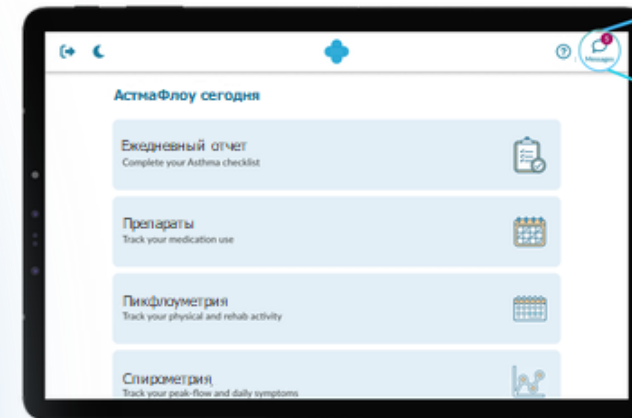 5
Messages
АстмаФлоу сегодня
Ежедневный отчет
Complete your Asthma checklist
Препараты
Track your medication use
Пикфлоуметрия
Track your physical and rehab activity
Спирометрия
Track your peak-flow and daily symptoms